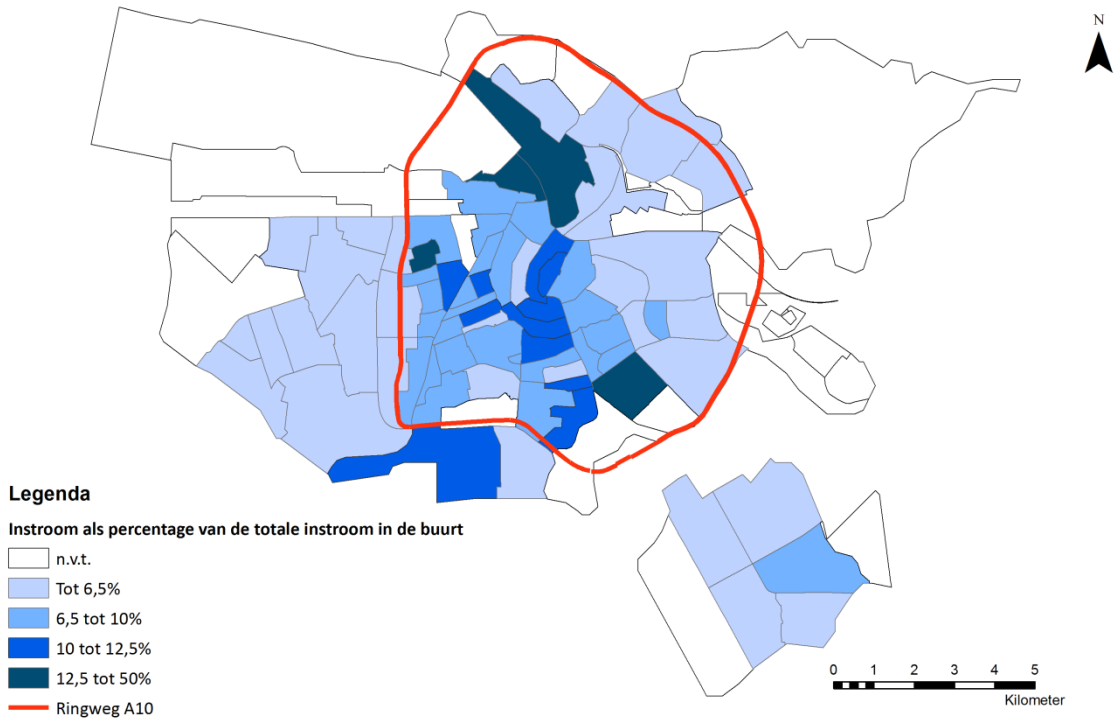 N
Legenda
Instroom als percentage van de totale instroom in de buurt
n.v.t.
Tot 6,5%
6,5 tot 10%
10 tot 12,5%
12,5 tot 50%
Ringweg A10
0 1 2 3 4 5
Kilometer